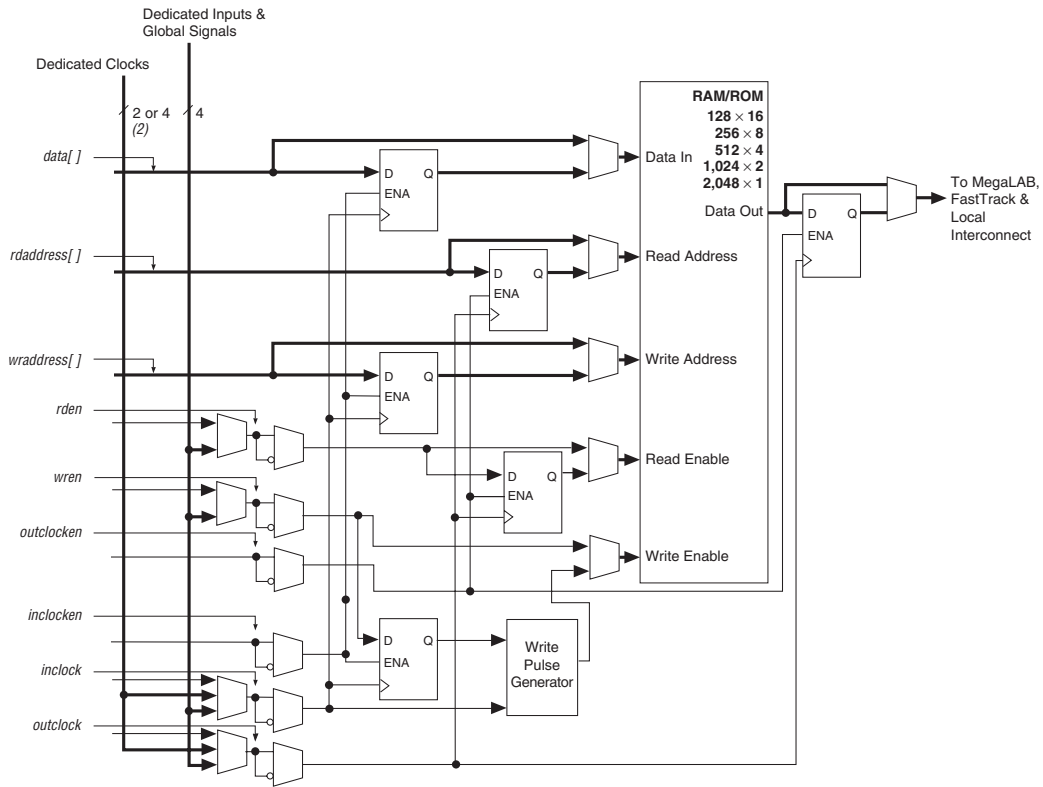 Dedicated Inputs &
Global Signals
Dedicated Clocks
2 or 4
(2)
4
RAM/ROM
128 × 16
256 × 8
512 × 4
1,024 × 2
2,048 × 1
data[ ]
D
Q
ENA
Data In
Data Out
D
Q
ENA
To MegaLAB,
FastTrack &
Local
Interconnect
rdaddress[ ]
D
Q
ENA
Read Address
wraddress[ ]
D
Q
ENA
Write Address
rden
D
Q
ENA
Read Enable
wren
outclocken
Write Enable
inclocken
D
Q
ENA
Write
Pulse
Generator
inclock
outclock